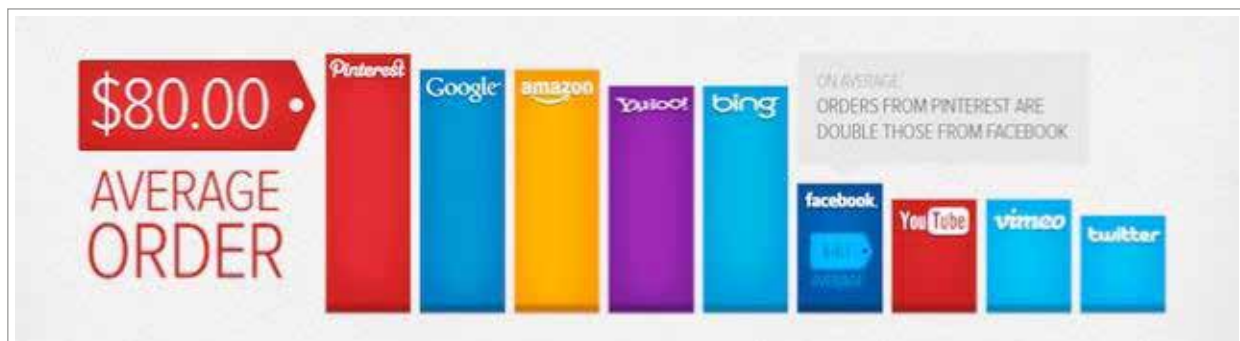 $80.00
AVERAGE
ORDER
Pinterest
Google
amazon
YAHOO!
bing
ON AVERAGE,
ORDERS FROM PINTEREST ARE
DOUBLE THOSE FROM FACEBOOK
facebook.
AVERAGE
YouTube
vimeo
twitter